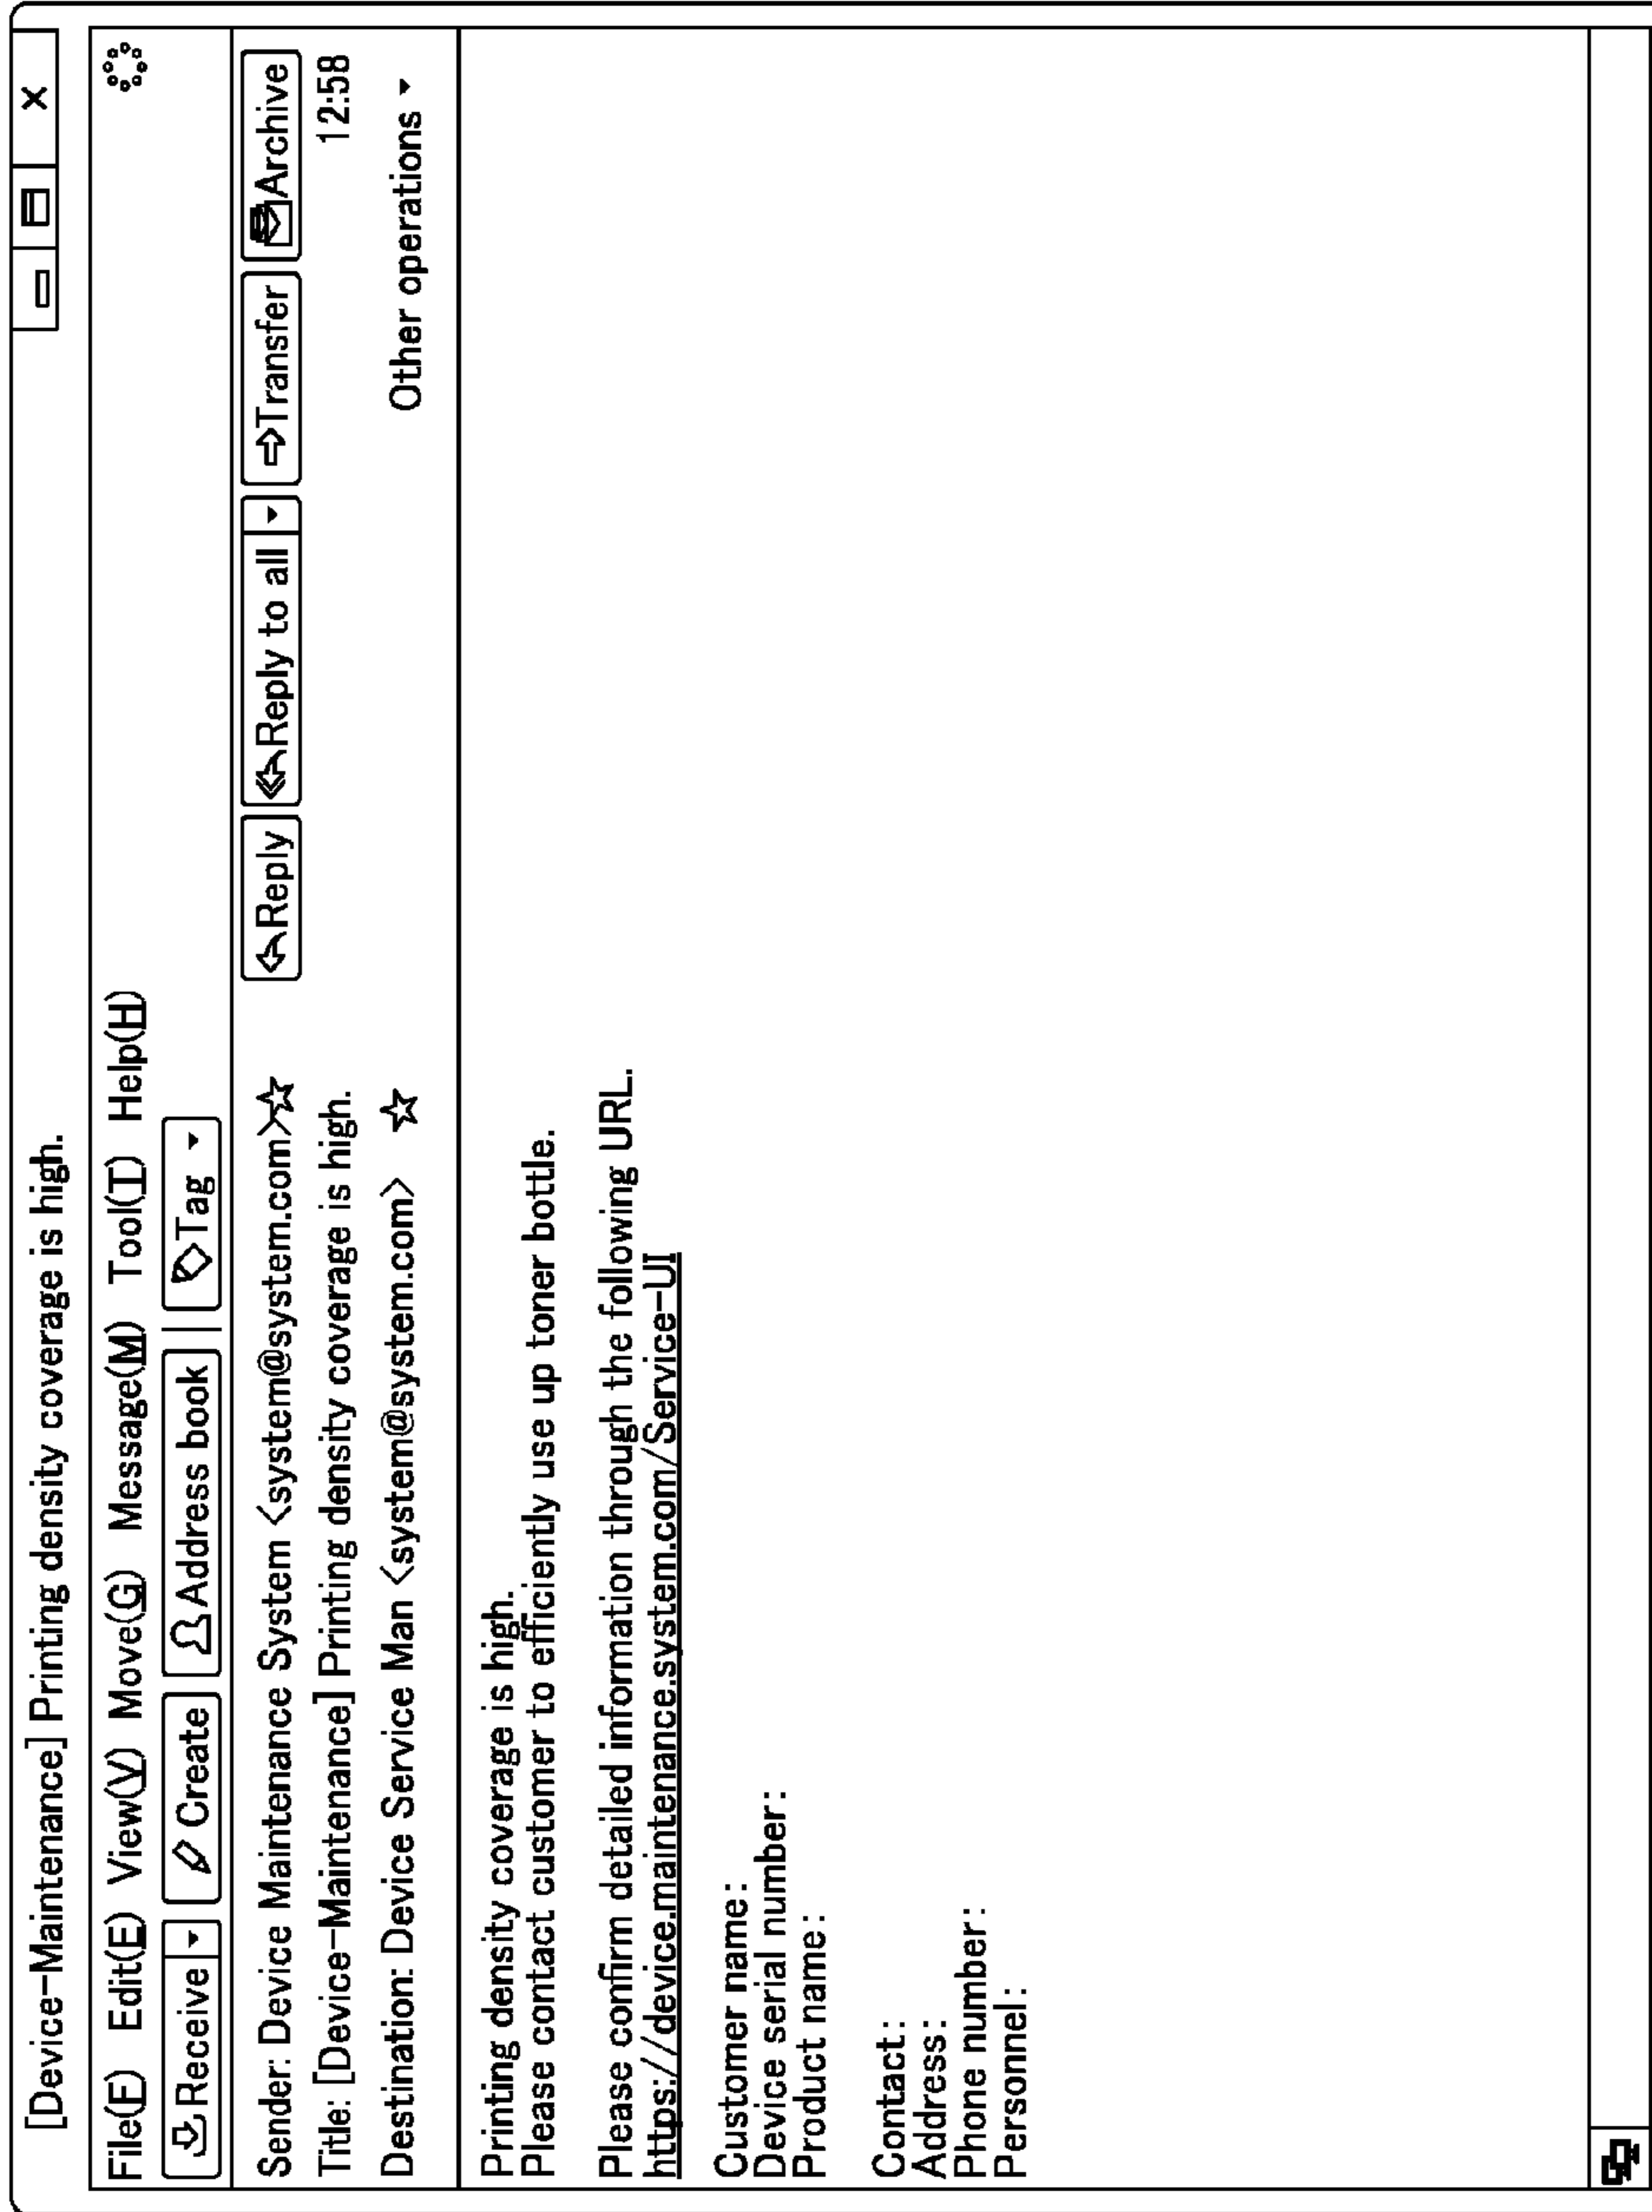 [Device-Maintenance] Printing density coverage is high.
File(F) Edit(E) View(V) Move(G) Message(M) Tool(T) Help(H)
Receive Create Address book Tag
Sender: Device Maintenance System <system@system.com> Reply Reply to all Transfer Archive
Title: [Device-Maintenance] Printing density coverage is high. 12:58
Destination: Device Service Man <system@system.com> Other operations
Printing density coverage is high.
Please contact customer to efficiently use up toner bottle.
Please confirm detailed information through the following URL.
https://device.maintenance.system.com/Service-UI
Customer name:
Device serial number:
Product name:
Contact:
Address:
Phone number:
Personnel: